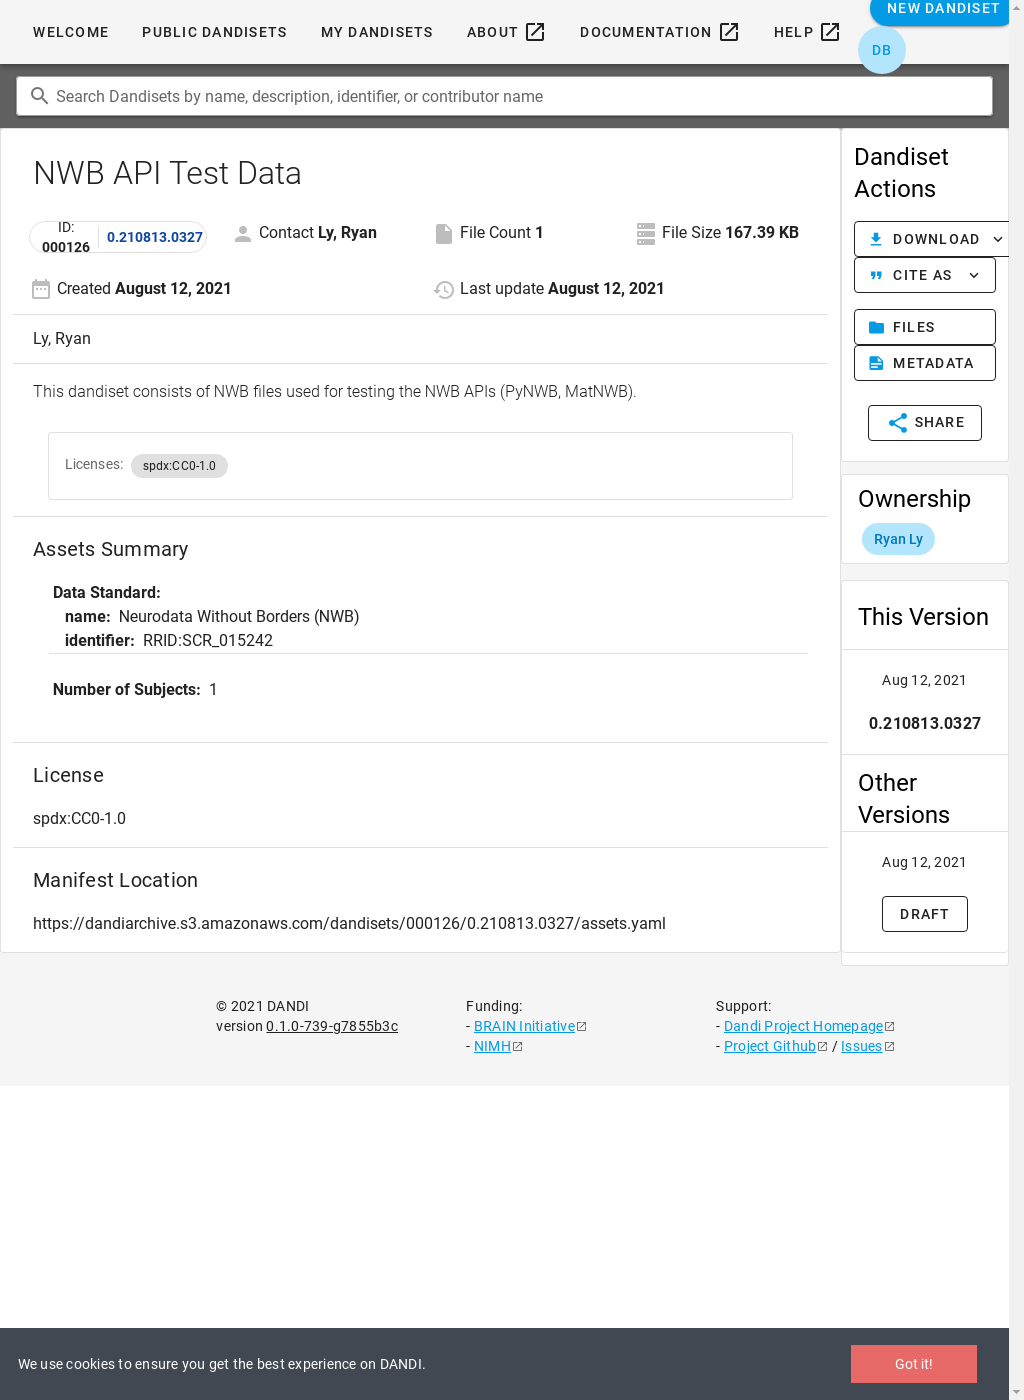 WELCOME PUBLIC DANDISETS MY DANDISETS ABOUT DOCUMENTATION HELP
NEW DANDISET
DB
Search Dandisets by name, description, identifier, or contributor name
NWB API Test Data
ID: 000126 0.210813.0327 Contact Ly, Ryan File Count 1 File Size 167.39 KB
Created August 12, 2021 Last update August 12, 2021
Ly, Ryan
This dandiset consists of NWB files used for testing the NWB APIs (PyNWB, MatNWB).
Licenses: spdx:CC0-1.0
Assets Summary
Data Standard:
name: Neurodata Without Borders (NWB)
identifier: RRID:SCR_015242
Number of Subjects: 1
License
spdx:CC0-1.0
Manifest Location
https://dandiarchive.s3.amazonaws.com/dandisets/000126/0.210813.0327/assets.yaml
Dandiset
Actions
DOWNLOAD
CITE AS
FILES
METADATA
SHARE
Ownership
Ryan Ly
This Version
Aug 12, 2021
0.210813.0327
Other
Versions
Aug 12, 2021
DRAFT
© 2021 DANDI
version 0.1.0-739-g7855b3c
Funding:
- BRAIN Initiative
- NIMH
Support:
- Dandi Project Homepage
- Project Github / Issues
We use cookies to ensure you get the best experience on DANDI.
Got it!